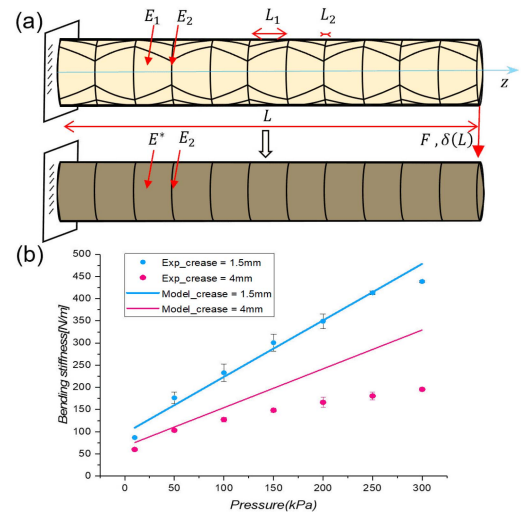 (a)
E₁ E₂ L₁ L₂
z
L
F , δ(L)
E* E₂
(b)
Bending stiffness[N/m]
500
450
400
350
300
250
200
150
100
50
0
Exp_crease = 1.5mm
Exp_crease = 4mm
Model_crease = 1.5mm
Model_crease = 4mm
0 50 100 150 200 250 300
Pressure(kPa)